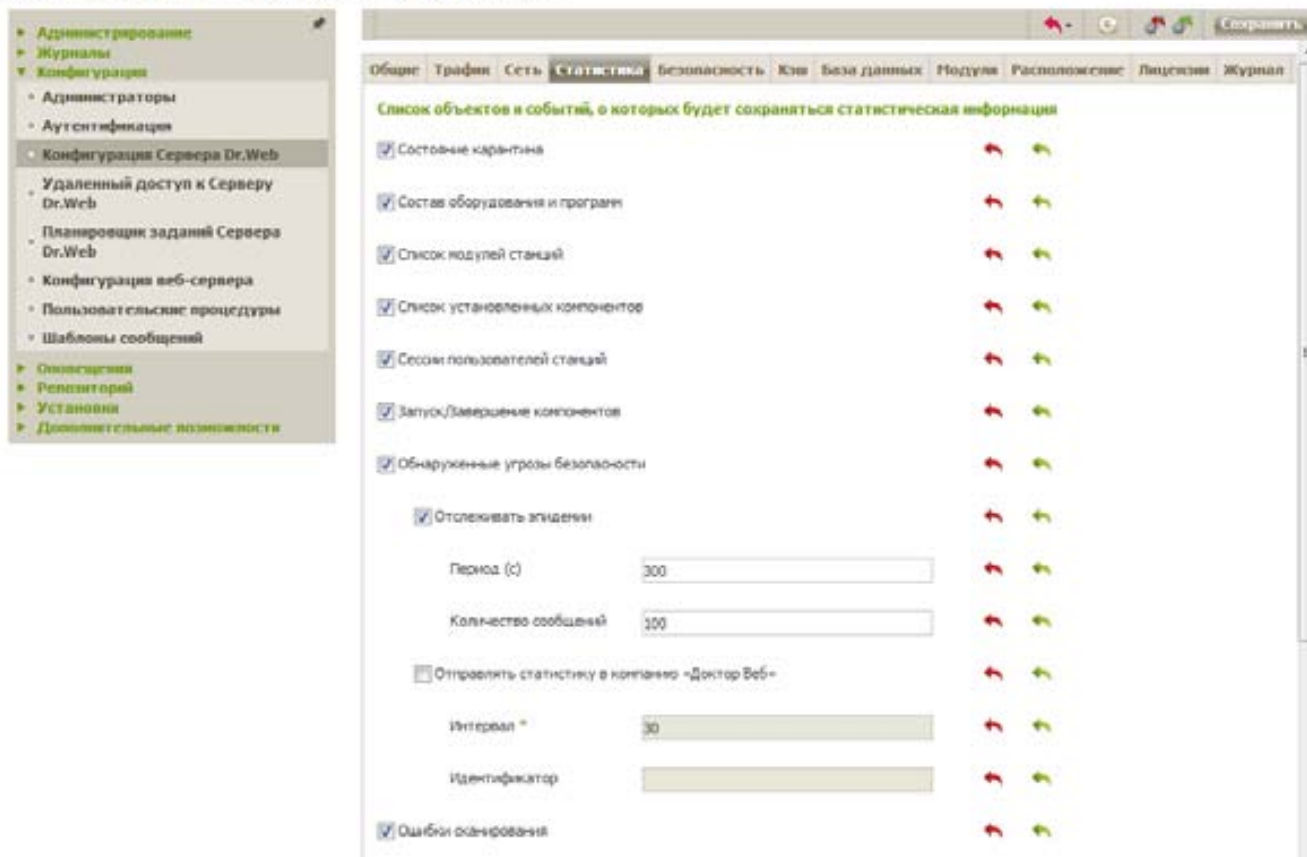 Администрирование
Журналы
Конфигурация
Администраторы
Аутентификация
Конфигурация Сервера Dr.Web
Удаленный доступ к Серверу
Dr.Web
Планировщик заданий Сервера
Dr.Web
Конфигурация веб-сервера
Пользовательские процедуры
Шаблоны сообщений
Оповещения
Репозиторий
Установки
Дополнительные возможности
Сохранить
Общие Трафик Сеть Статистика Безопасность Кэш База данных Модули Расположение Лицензии Журнал
Список объектов и событий, о которых будет сохраняться статистическая информация
Состояние карантина
Состав оборудования и программ
Список модулей станций
Список установленных компонентов
Сессии пользователей станций
Запуск/Завершение компонентов
Обнаруженные угрозы безопасности
Отслеживать эпидемии
Период (с) 300
Количество сообщений 100
Отправлять статистику в компанию «Доктор Веб»
Интервал * 30
Идентификатор
Ошибки сканирования